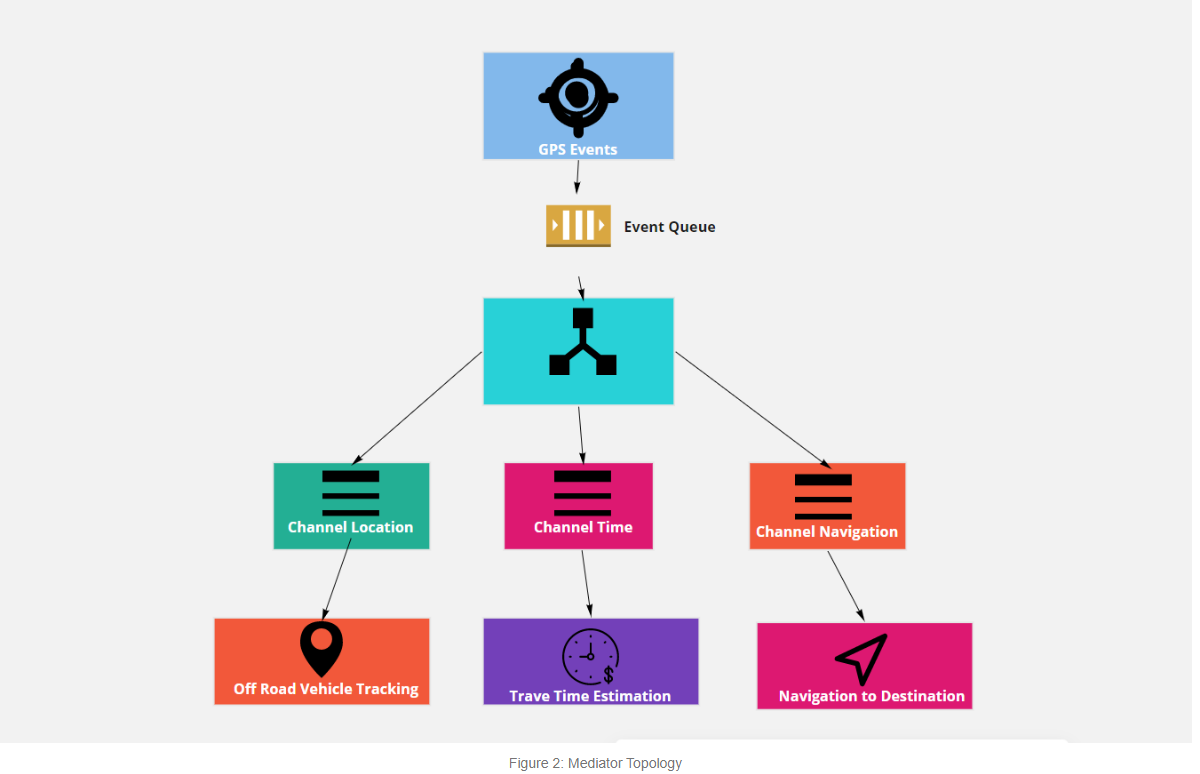 GPS Events
Event Queue
Channel Location
Channel Time
Channel Navigation
Off Road Vehicle Tracking
Trave Time Estimation
$
Navigation to Destination
Figure 2: Mediator Topology